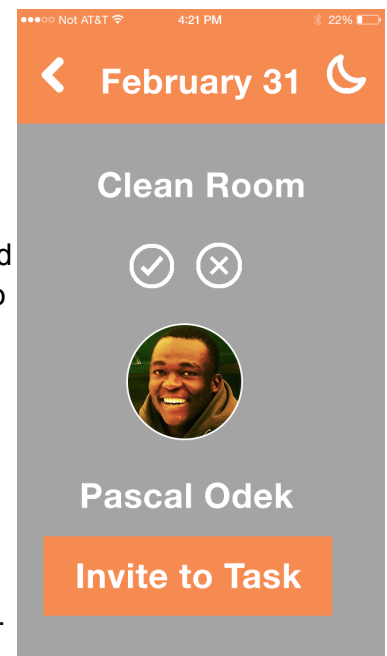 Not AT&T 4:21 PM 22%
February 31
Clean Room
d
o
Pascal Odek
Invite to Task
.